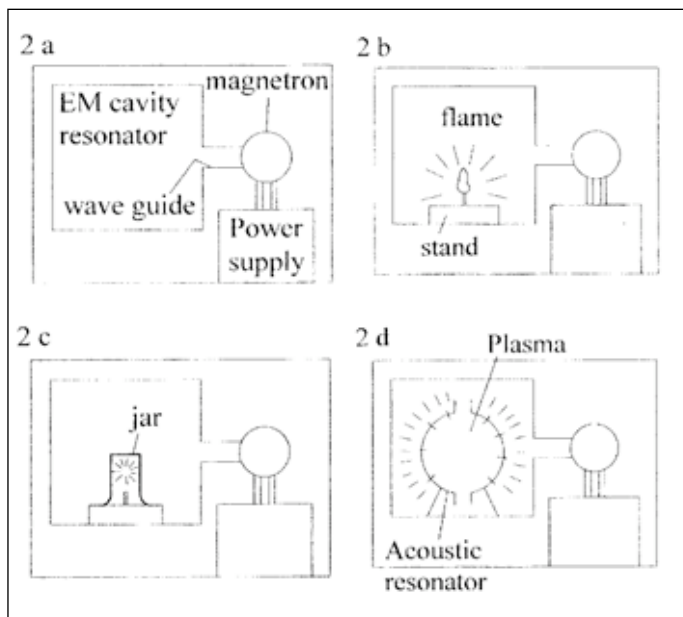 2 a
magnetron
EM cavity
resonator
wave guide
Power
supply
2 b
flame
stand
2 c
jar
2 d
Plasma
Acoustic
resonator